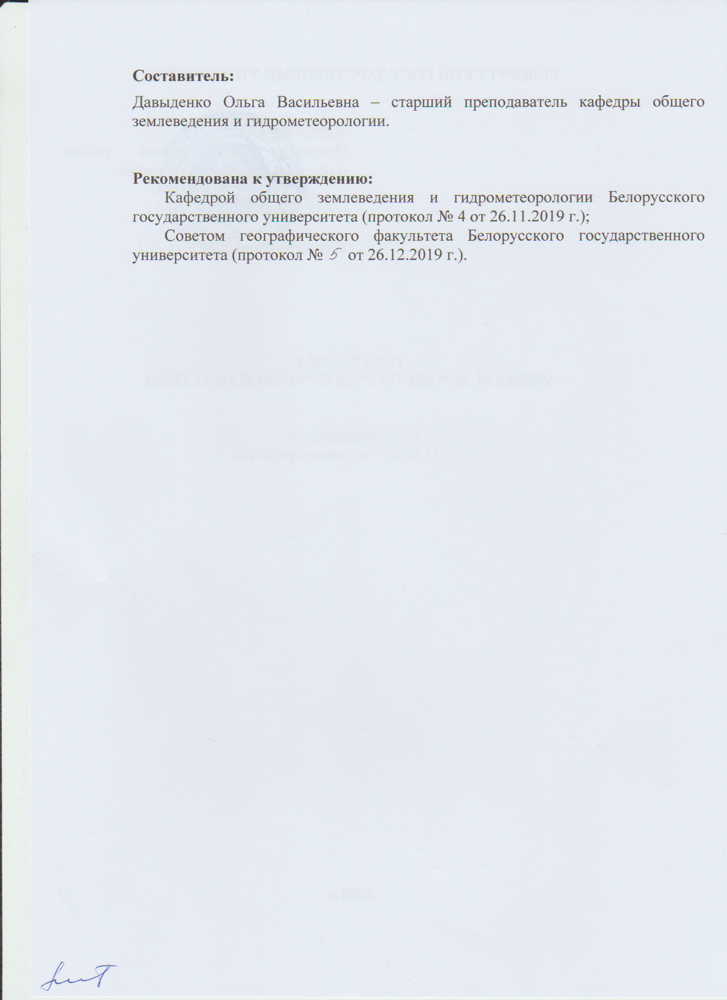 Составитель:
Давыденко Ольга Васильевна – старший преподаватель кафедры общего
землеведения и гидрометеорологии.
Рекомендована к утверждению:
Кафедрой общего землеведения и гидрометеорологии Белорусского
государственного университета (протокол № 4 от 26.11.2019 г.);
Советом географического факультета Белорусского государственного
университета (протокол № 5 от 26.12.2019 г.).